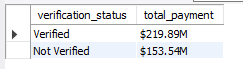 verification_status total_payment
Verified $219.89M
Not Verified $153.54M